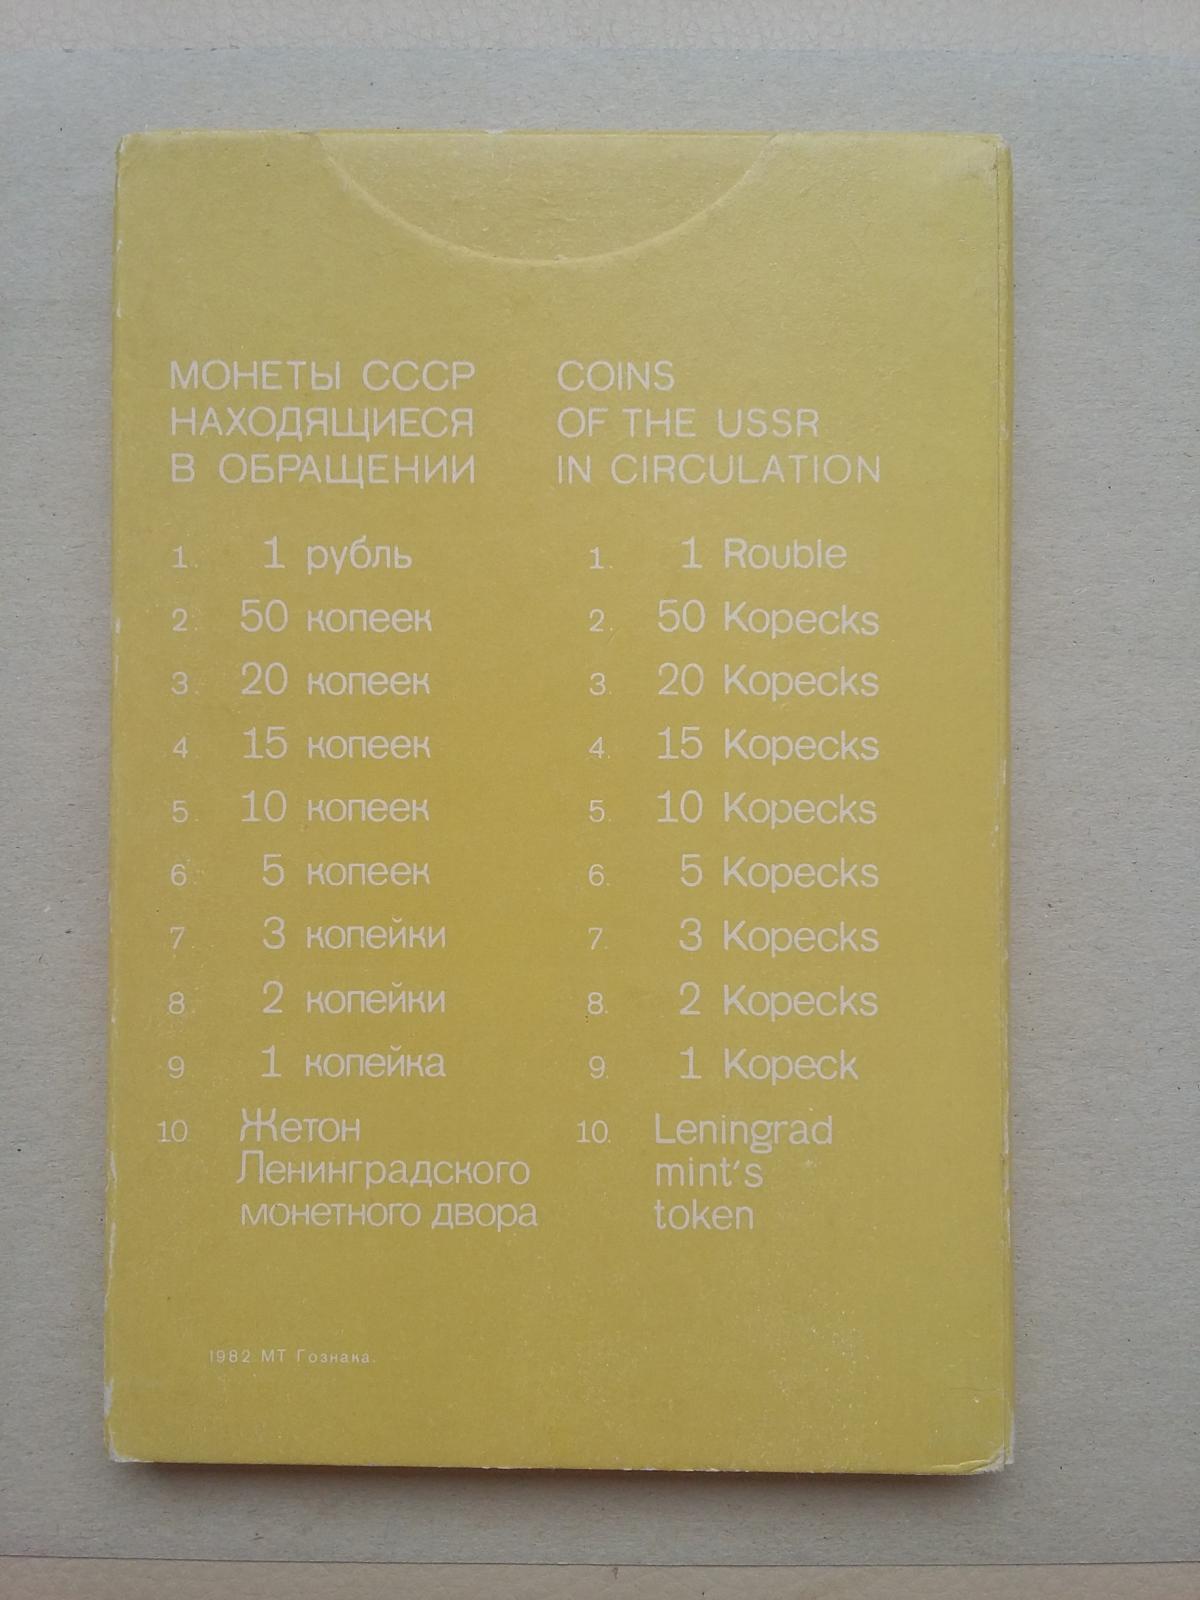 МОНЕТЫ СССР
НАХОДЯЩИЕСЯ
В ОБРАЩЕНИИ
1. 1 рубль
2. 50 копеек
3. 20 копеек
4. 15 копеек
5. 10 копеек
6. 5 копеек
7. 3 копейки
8. 2 копейки
9. 1 копейка
10. Жетон
Ленинградского
монетного двора
COINS
OF THE USSR
IN CIRCULATION
1. 1 Rouble
2. 50 Kopecks
3. 20 Kopecks
4. 15 Kopecks
5. 10 Kopecks
6. 5 Kopecks
7. 3 Kopecks
8. 2 Kopecks
9. 1 Kopeck
10. Leningrad
mint's
token
1982 МТ Гознака.